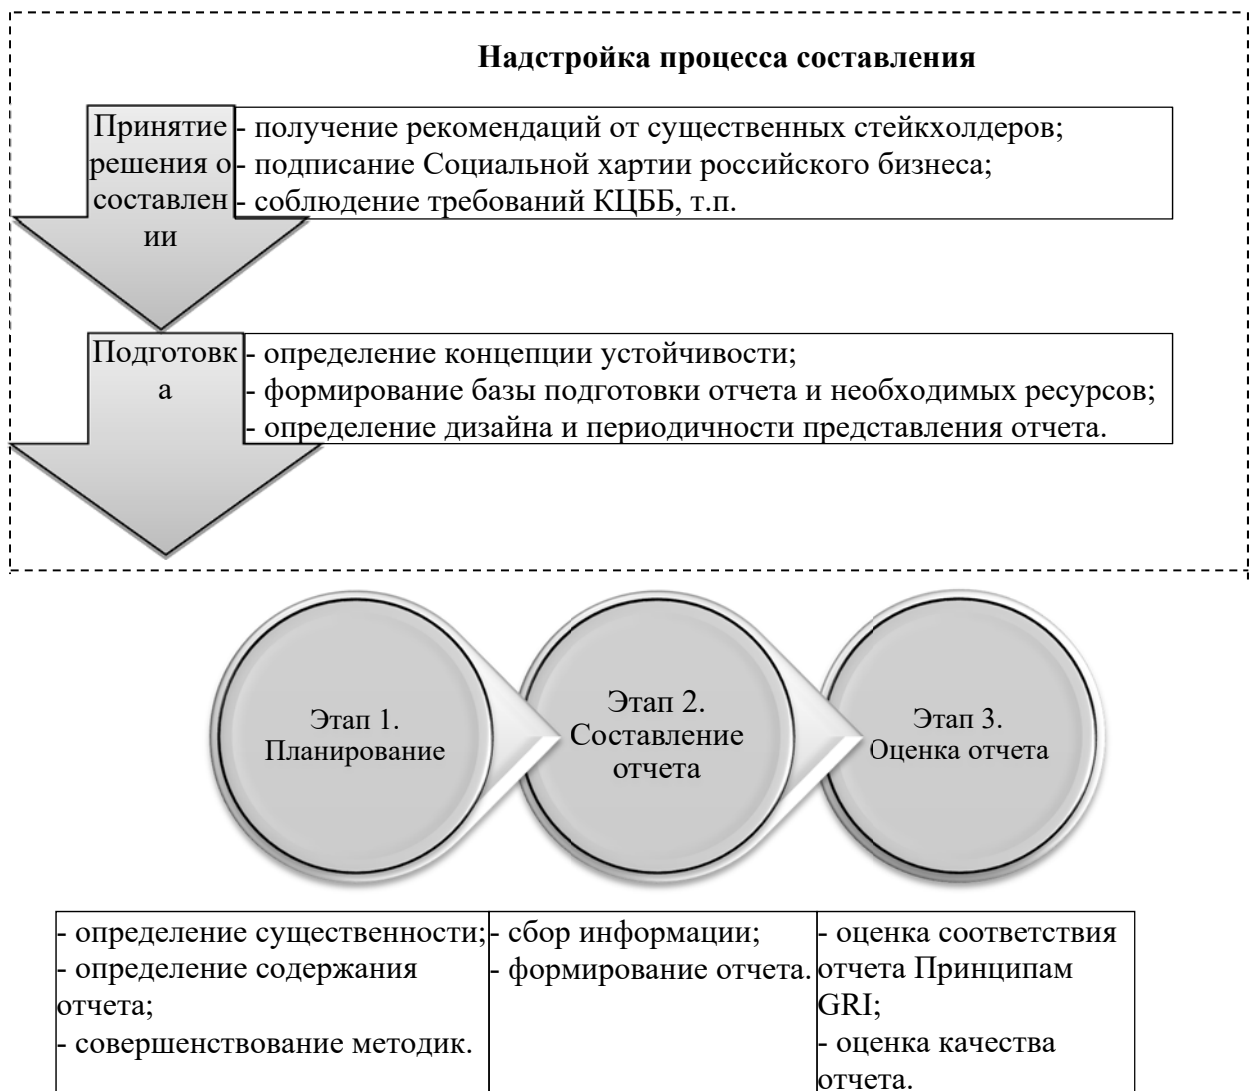 Надстройка процесса составления
Принятие
решения о
составлен
ии
- получение рекомендаций от существенных стейкхолдеров;
- подписание Социальной хартии российского бизнеса;
- соблюдение требований КЦББ, т.п.
Подготовк
а
- определение концепции устойчивости;
- формирование базы подготовки отчета и необходимых ресурсов;
- определение дизайна и периодичности представления отчета.
Этап 1.
Планирование
Этап 2.
Составление
отчета
Этап 3.
Оценка отчета
- определение существенности;
- определение содержания
отчета;
- совершенствование методик.
- сбор информации;
- формирование отчета.
- оценка соответствия
отчета Принципам
GRI;
- оценка качества
отчета.